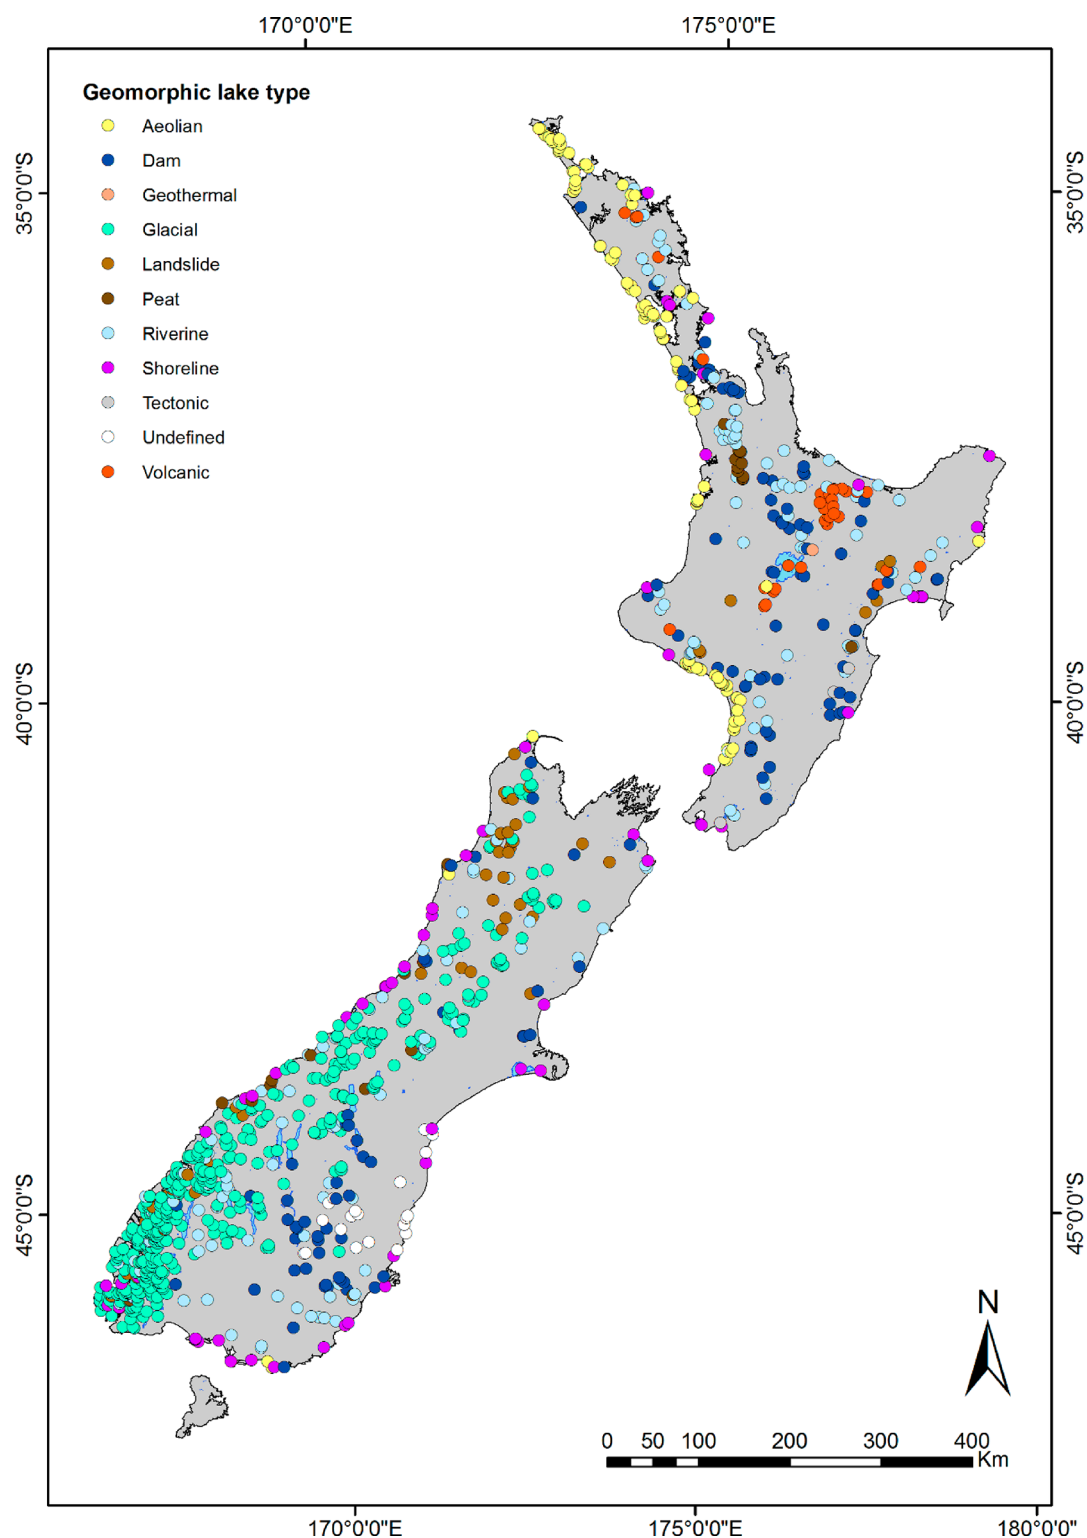 170°0'0"E 175°0'0"E
Geomorphic lake type
Aeolian
Dam
Geothermal
Glacial
Landslide
Peat
Riverine
Shoreline
Tectonic
Undefined
Volcanic
35°0'0"S 35°0'0"S
40°0'0"S 40°0'0"S
45°0'0"S 45°0'0"S
N
0 50 100 200 300 400
Km
170°0'0"E 175°0'0"E 180°0'0"